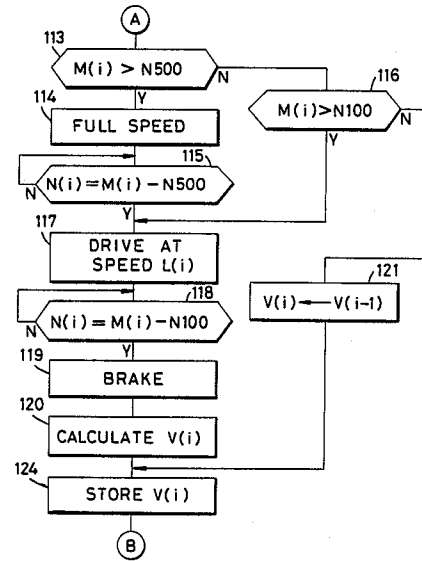 A
113
M(i) > N500
N
116
Y
114
FULL SPEED
M(i)>N100
N
Y
115
N(i)=M(i)-N500
N
Y
117
DRIVE AT
SPEED L(i)
121
V(i) ← V(i-1)
118
N(i)=M(i)-N100
N
Y
119
BRAKE
120
CALCULATE V(i)
124
STORE V(i)
B